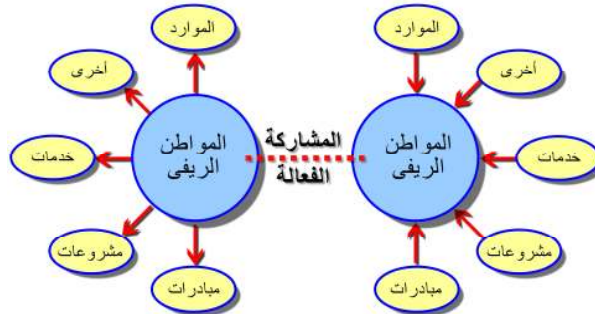 الموارد
أخرى
خدمات
مشروعات
مبادرات
المواطن
الريفى
المشاركة
الفعالة
المواطن
الريفى
الموارد
أخرى
خدمات
مشروعات
مبادرات